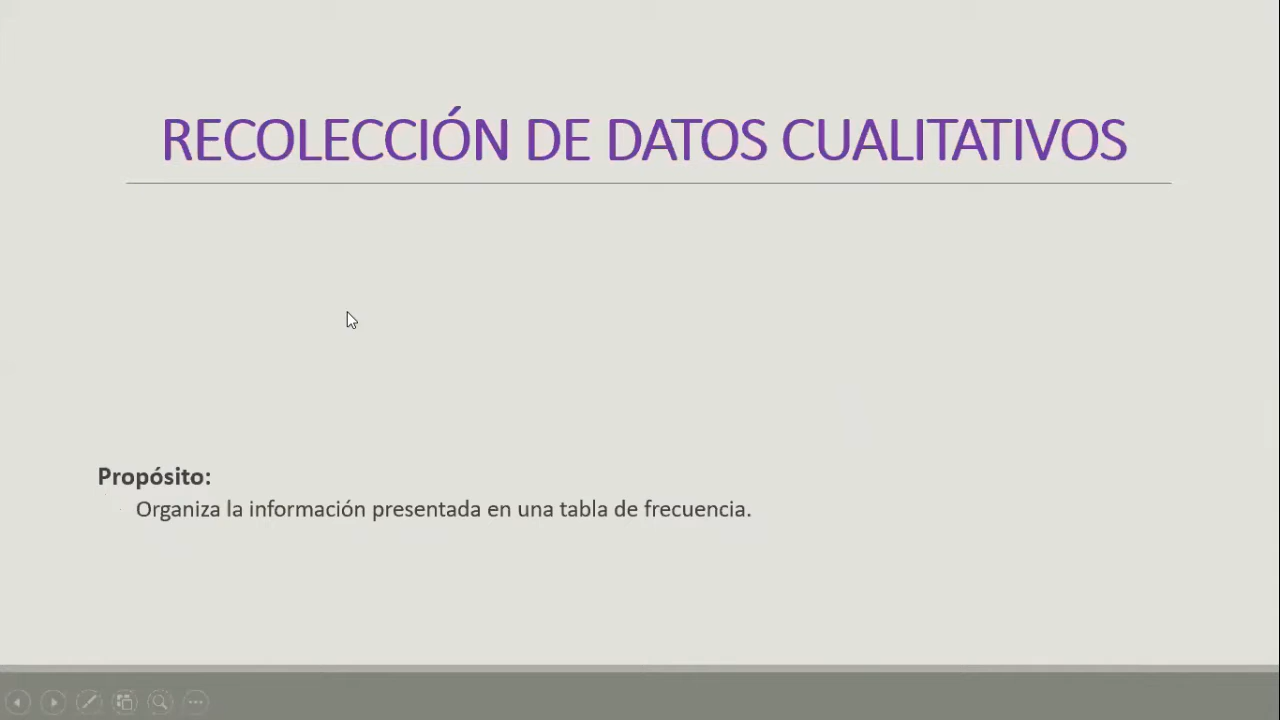 RECOLECCIÓN DE DATOS CUALITATIVOS
Propósito:
Organiza la información presentada en una tabla de frecuencia.